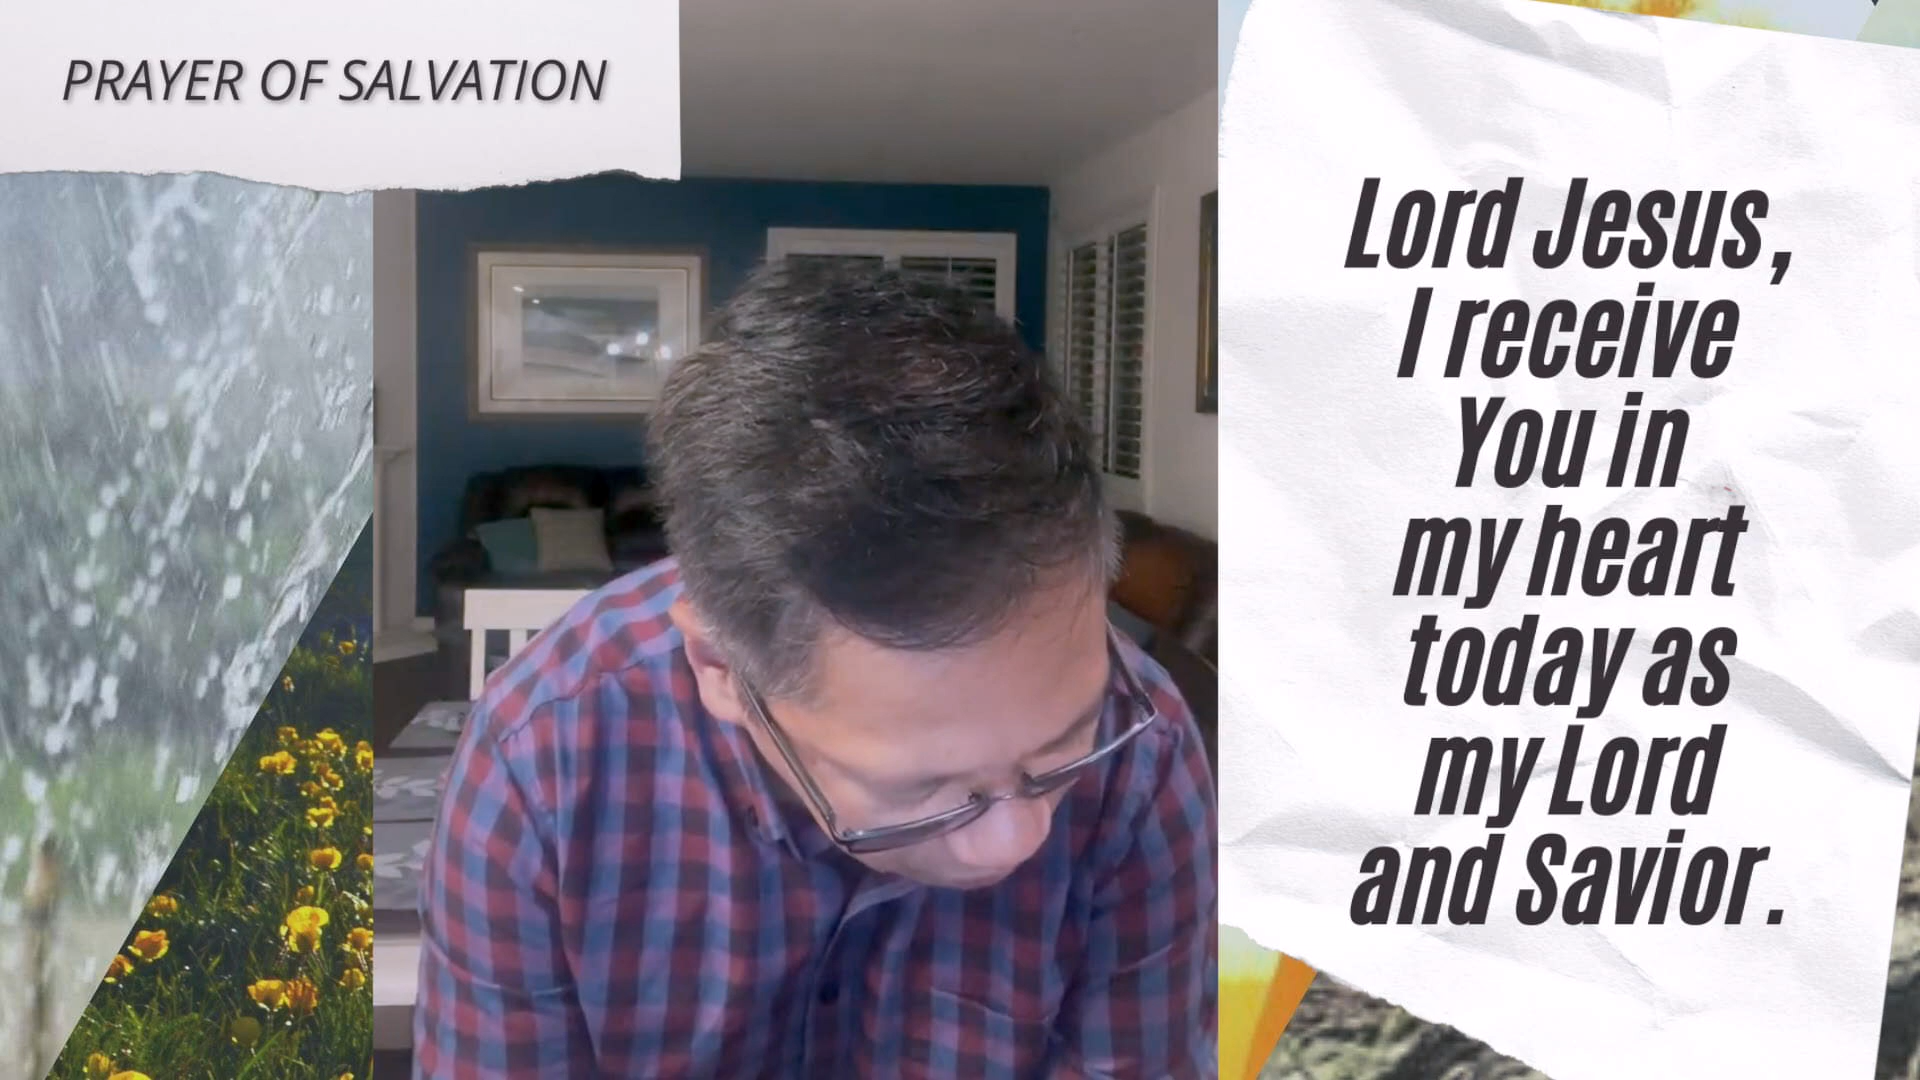 PRAYER OF SALVATION
Lord Jesus,
I receive
You in
my heart
today as
my Lord
and Savior.